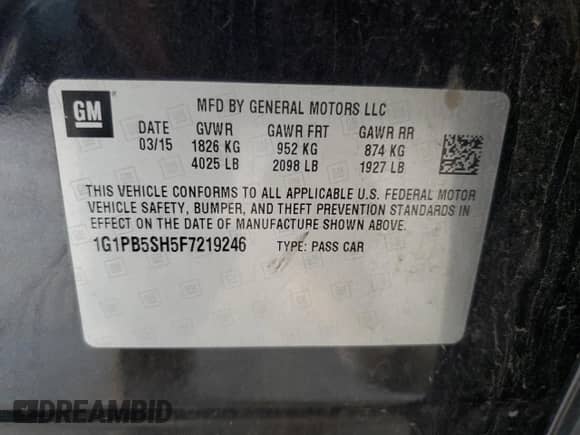 GM
MFD BY GENERAL MOTORS LLC
DATE GVWR GAWR FRT GAWR RR
03/15 1826 KG 952 KG 874 KG
4025 LB 2098 LB 1927 LB
THIS VEHICLE CONFORMS TO ALL APPLICABLE U.S. FEDERAL MOTOR
VEHICLE SAFETY, BUMPER, AND THEFT PREVENTION STANDARDS IN
EFFECT ON THE DATE OF MANUFACTURE SHOWN ABOVE.
1G1PB5SH5F7219246 TYPE: PASS CAR
DREAMBID